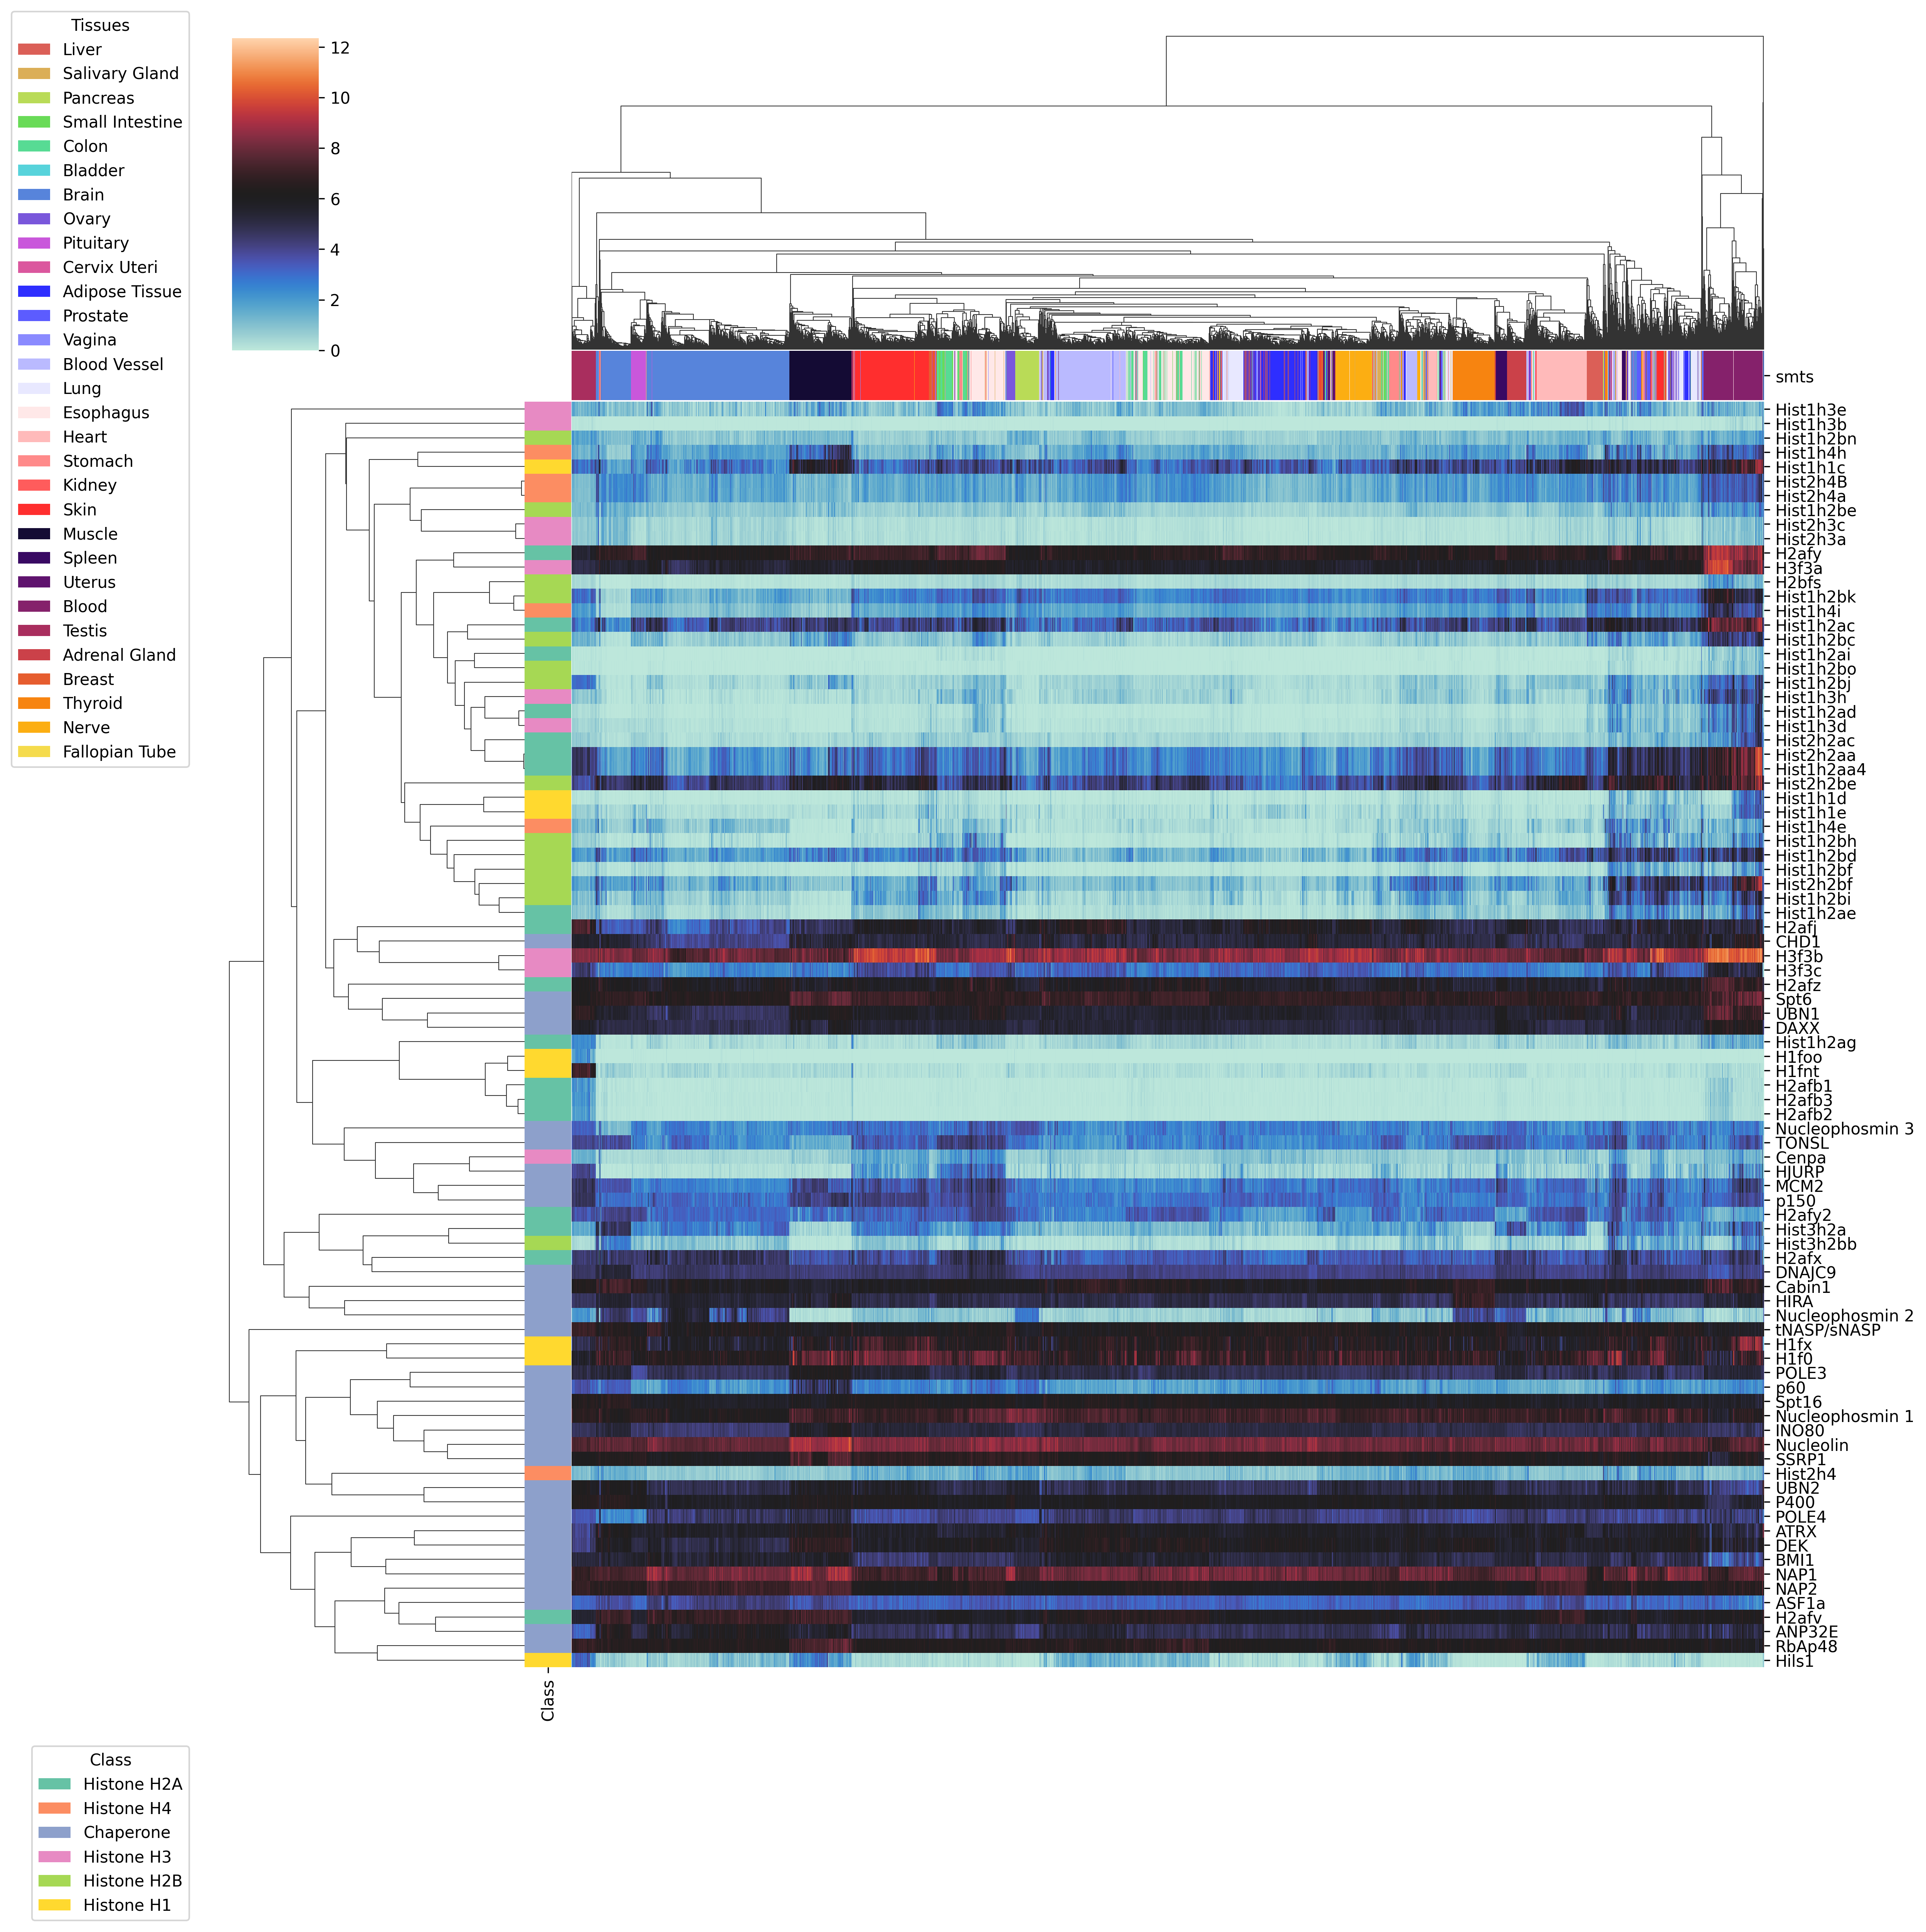 Tissues
Liver
Salivary Gland
Pancreas
Small Intestine
Colon
Bladder
Brain
Ovary
Pituitary
Cervix Uteri
Adipose Tissue
Prostate
Vagina
Blood Vessel
Lung
Esophagus
Heart
Stomach
Kidney
Skin
Muscle
Spleen
Uterus
Blood
Testis
Adrenal Gland
Breast
Thyroid
Nerve
Fallopian Tube
12
10
8
6
4
2
0
smts
Hist1h3e
Hist1h3b
Hist1h2bn
Hist1h4h
Hist1h1c
Hist2h4B
Hist2h4a
Hist1h2be
Hist2h3c
Hist2h3a
H2afy
H3f3a
H2bfs
Hist1h2bk
Hist1h4i
Hist1h2ac
Hist1h2bc
Hist1h2ai
Hist1h2bo
Hist1h2bj
Hist1h3h
Hist1h2ad
Hist1h3d
Hist2h2ac
Hist2h2aa
Hist1h2aa4
Hist2h2be
Hist1h1d
Hist1h1e
Hist1h4e
Hist1h2bh
Hist1h2bd
Hist1h2bf
Hist2h2bf
Hist1h2bi
Hist1h2ae
H2afj
CHD1
H3f3b
H3f3c
H2afz
Spt6
UBN1
DAXX
Hist1h2ag
H1foo
H1fnt
H2afb1
H2afb3
H2afb2
Nucleophosmin 3
TONSL
Cenpa
HJURP
MCM2
p150
H2afy2
Hist3h2a
Hist3h2bb
H2afx
DNAJC9
Cabin1
HIRA
Nucleophosmin 2
tNASP/sNASP
H1fx
H1f0
POLE3
p60
Spt16
Nucleophosmin 1
INO80
Nucleolin
SSRP1
Hist2h4
UBN2
P400
POLE4
ATRX
DEK
BMI1
NAP1
NAP2
ASF1a
H2afv
ANP32E
RbAp48
Hils1
Class
Class
Histone H2A
Histone H4
Chaperone
Histone H3
Histone H2B
Histone H1